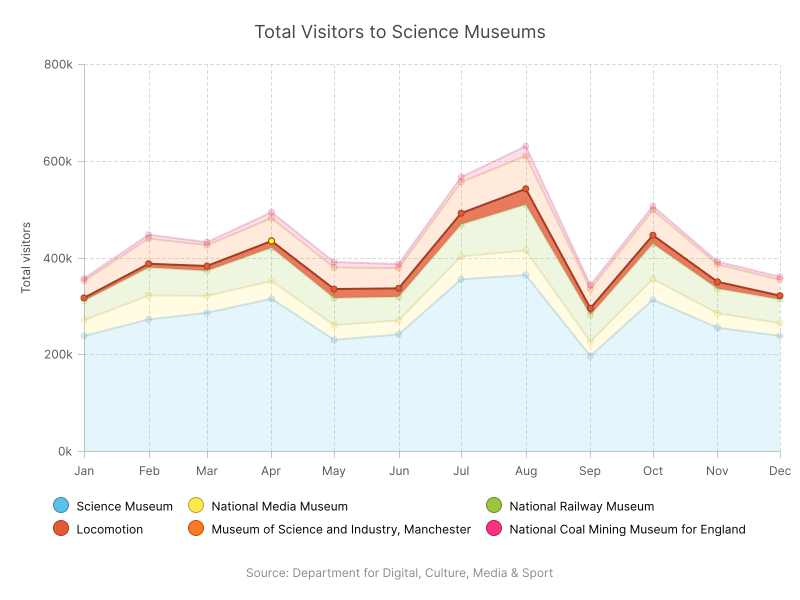 Total Visitors to Science Museums
800k
600k
400k
200k
0k
Total visitors
Jan Feb Mar Apr May Jun Jul Aug Sep Oct Nov Dec
Science Museum National Media Museum National Railway Museum
Locomotion Museum of Science and Industry, Manchester National Coal Mining Museum for England
Source: Department for Digital, Culture, Media & Sport